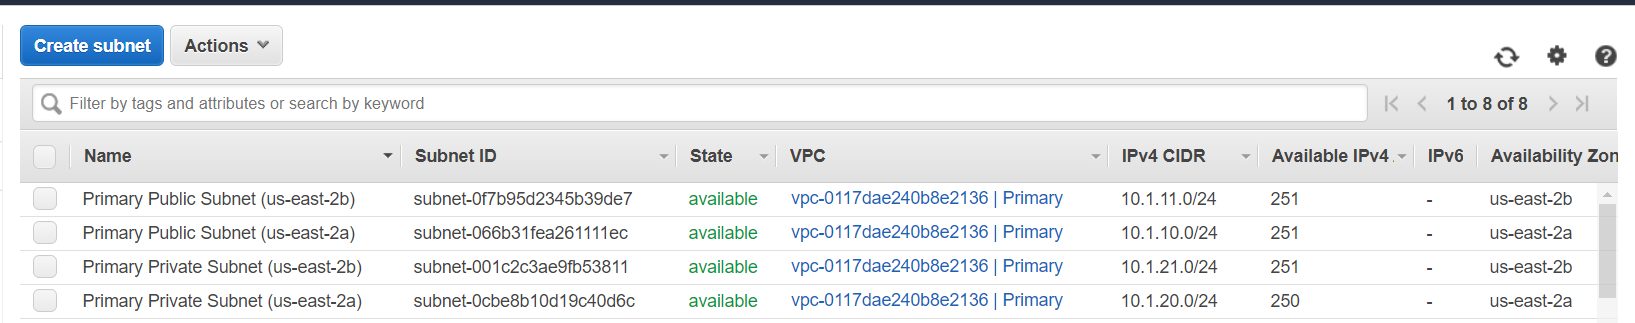 Create subnet Actions
Filter by tags and attributes or search by keyword 1 to 8 of 8
Name Subnet ID State VPC IPv4 CIDR Available IPv4 IPv6 Availability Zon
Primary Public Subnet (us-east-2b) subnet-0f7b95d2345b39de7 available vpc-0117dae240b8e2136 | Primary 10.1.11.0/24 251 - us-east-2b
Primary Public Subnet (us-east-2a) subnet-066b31fea261111ec available vpc-0117dae240b8e2136 | Primary 10.1.10.0/24 251 - us-east-2a
Primary Private Subnet (us-east-2b) subnet-001c2c3ae9fb53811 available vpc-0117dae240b8e2136 | Primary 10.1.21.0/24 251 - us-east-2b
Primary Private Subnet (us-east-2a) subnet-0cbe8b10d19c40d6c available vpc-0117dae240b8e2136 | Primary 10.1.20.0/24 250 - us-east-2a